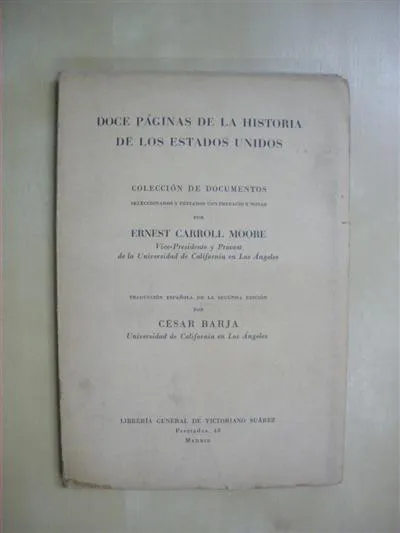 DOCE PÁGINAS DE LA HISTORIA
DE LOS ESTADOS UNIDOS
COLECCIÓN DE DOCUMENTOS
SELECCIONADOS Y EDITADOS CON PREFACIO Y NOTAS
POR
ERNEST CARROLL MOORE
Vice-Presidente y Provost
de la Universidad de California en Los Ángeles
TRADUCCIÓN ESPAÑOLA DE LA SEGUNDA EDICIÓN
POR
CÉSAR BARJA
Universidad de California en Los Ángeles
LIBRERÍA GENERAL DE VICTORIANO SUÁREZ
Preciados, 48
MADRID